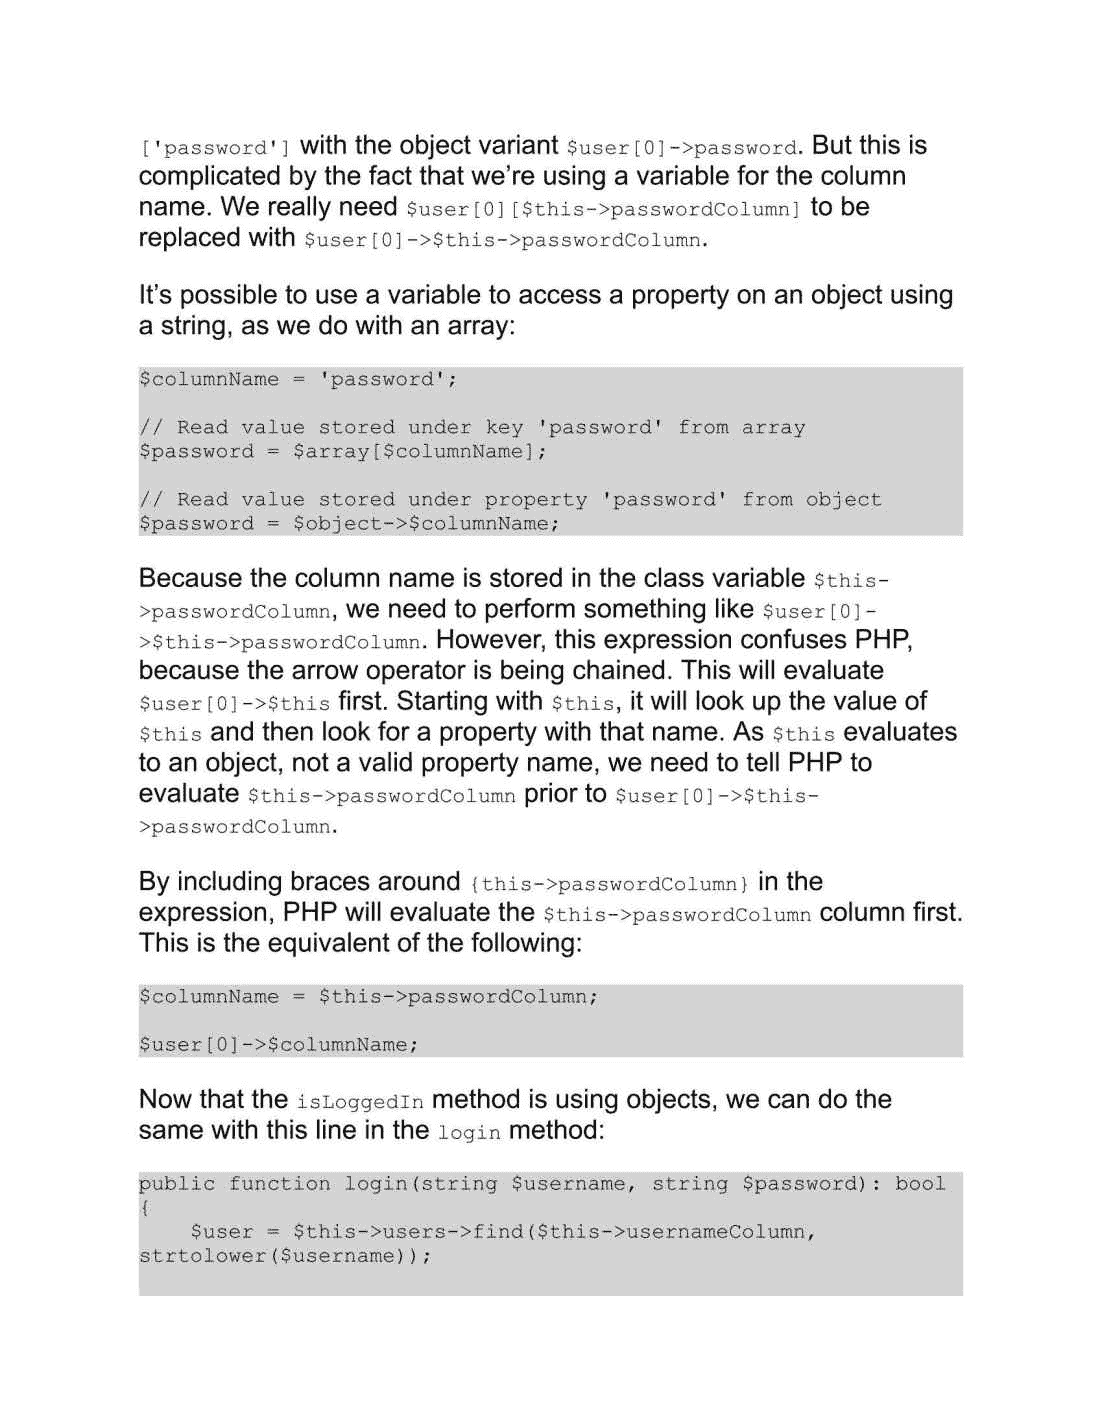 ['password'] with the object variant $user[0]->password. But this is
complicated by the fact that we’re using a variable for the column
name. We really need $user[0][$this->passwordColumn] to be
replaced with $user[0]->$this->passwordColumn.
It’s possible to use a variable to access a property on an object using
a string, as we do with an array:
$columnName = 'password';
// Read value stored under key 'password' from array
$password = $array[$columnName];
// Read value stored under property 'password' from object
$password = $object->$columnName;
Because the column name is stored in the class variable $this-
>passwordColumn, we need to perform something like $user[0]-
>$this->passwordColumn. However, this expression confuses PHP,
because the arrow operator is being chained. This will evaluate
$user[0]->$this first. Starting with $this, it will look up the value of
$this and then look for a property with that name. As $this evaluates
to an object, not a valid property name, we need to tell PHP to
evaluate $this->passwordColumn prior to $user[0]->$this-
>passwordColumn.
By including braces around {this->passwordColumn} in the
expression, PHP will evaluate the $this->passwordColumn column first.
This is the equivalent of the following:
$columnName = $this->passwordColumn;
$user[0]->$columnName;
Now that the isLoggedIn method is using objects, we can do the
same with this line in the login method:
public function login(string $username, string $password): bool
{
    $user = $this->users->find($this->usernameColumn,
strtolower($username));